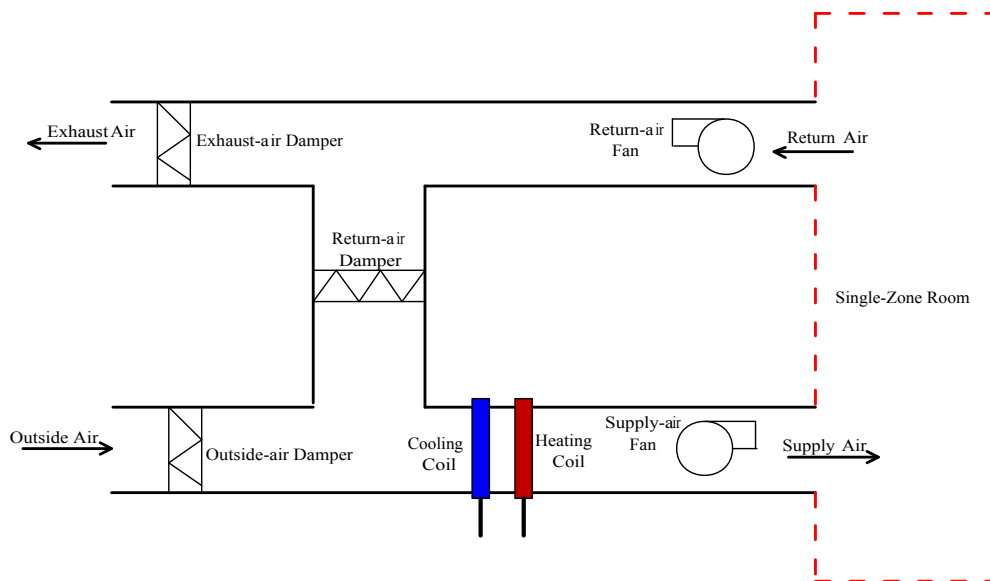 Exhaust Air
Exhaust-air Damper
Return-air
Fan
Return Air
Return-air
Damper
Single-Zone Room
Outside Air
Outside-air Damper
Cooling
Coil
Heating
Coil
Supply-air
Fan
Supply Air